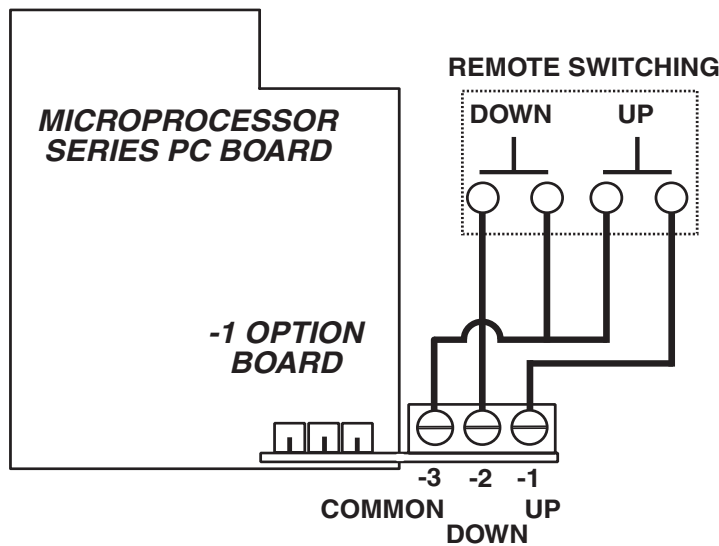 REMOTE SWITCHING
DOWN UP
MICROPROCESSOR
SERIES PC BOARD
-1 OPTION
BOARD
-3 -2 -1
COMMON UP
DOWN